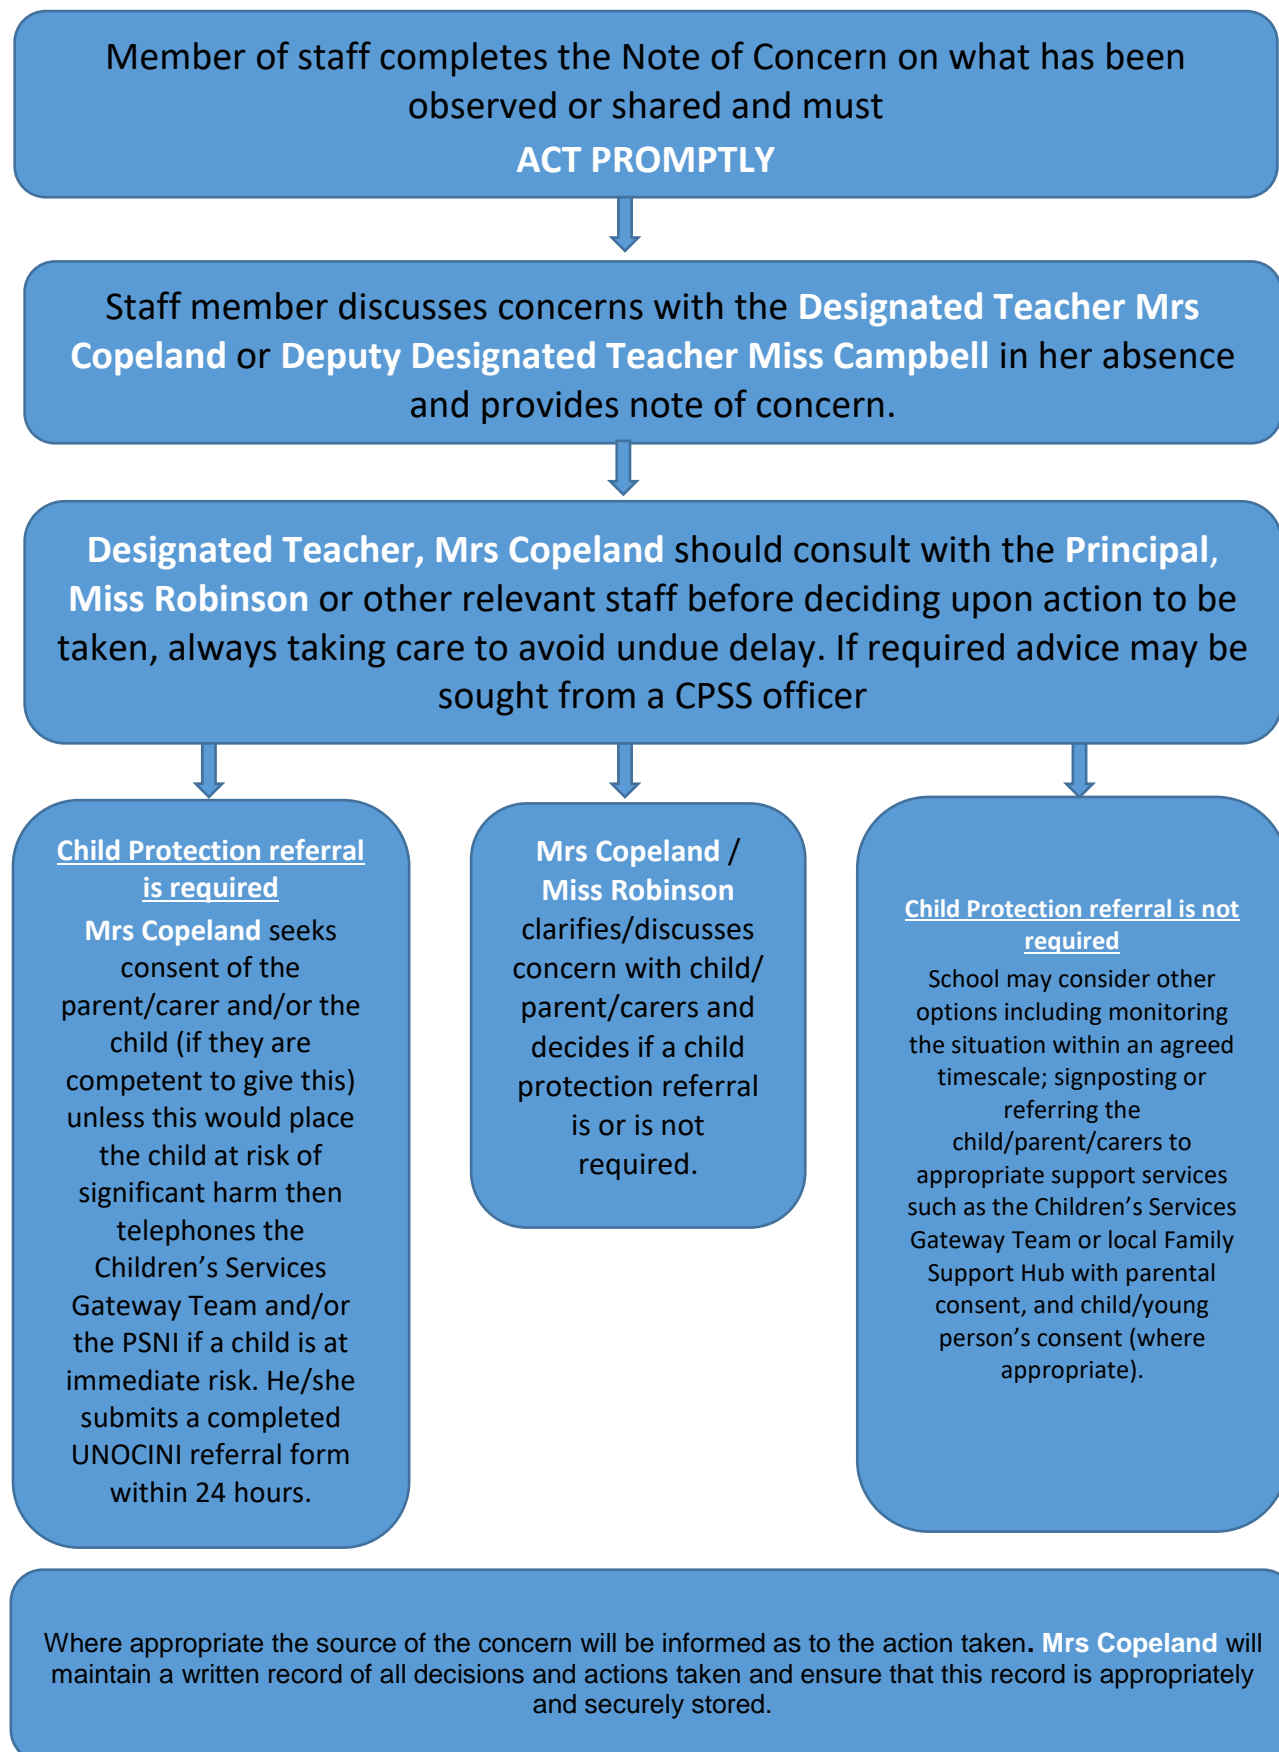 Member of staff completes the Note of Concern on what has been
observed or shared and must
ACT PROMPTLY
Staff member discusses concerns with the Designated Teacher Mrs
Copeland or Deputy Designated Teacher Miss Campbell in her absence
and provides note of concern.
Designated Teacher, Mrs Copeland should consult with the Principal,
Miss Robinson or other relevant staff before deciding upon action to be
taken, always taking care to avoid undue delay. If required advice may be
sought from a CPSS officer
Child Protection referral
is required
Mrs Copeland seeks
consent of the
parent/carer and/or the
child (if they are
competent to give this)
unless this would place
the child at risk of
significant harm then
telephones the
Children’s Services
Gateway Team and/or
the PSNI if a child is at
immediate risk. He/she
submits a completed
UNOCINI referral form
within 24 hours.
Mrs Copeland /
Miss Robinson
clarifies/discusses
concern with child/
parent/carers and
decides if a child
protection referral
is or is not
required.
Child Protection referral is not
required
School may consider other
options including monitoring
the situation within an agreed
timescale; signposting or
referring the
child/parent/carers to
appropriate support services
such as the Children’s Services
Gateway Team or local Family
Support Hub with parental
consent, and child/young
person’s consent (where
appropriate).
Where appropriate the source of the concern will be informed as to the action taken. Mrs Copeland will
maintain a written record of all decisions and actions taken and ensure that this record is appropriately
and securely stored.